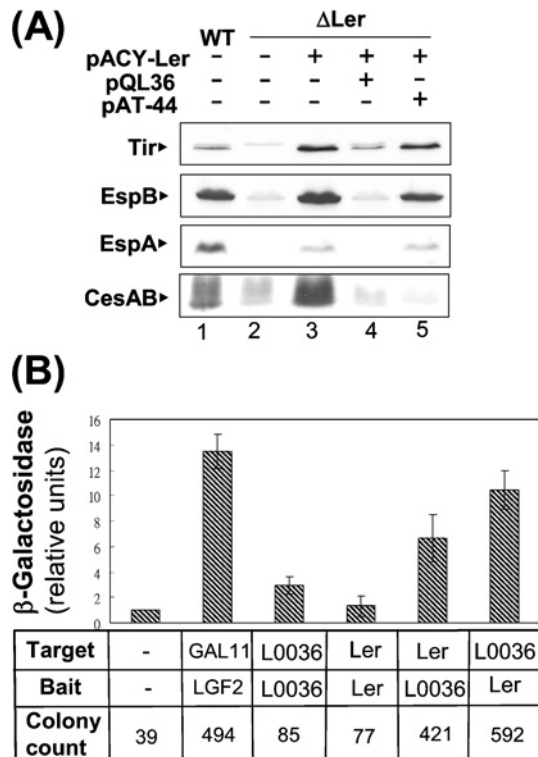 (A)
WT ΔLer
pACY-Ler - - + + +
pQL36 - - - + -
pAT-44 - - - - +
Tir►
EspB►
EspA►
CesAB►
1 2 3 4 5
(B)
β-Galactosidase
(relative units)
16
14
12
10
8
6
4
2
0
Target - GAL11 L0036 Ler Ler L0036
Bait - LGF2 L0036 Ler L0036 Ler
Colony count 39 494 85 77 421 592